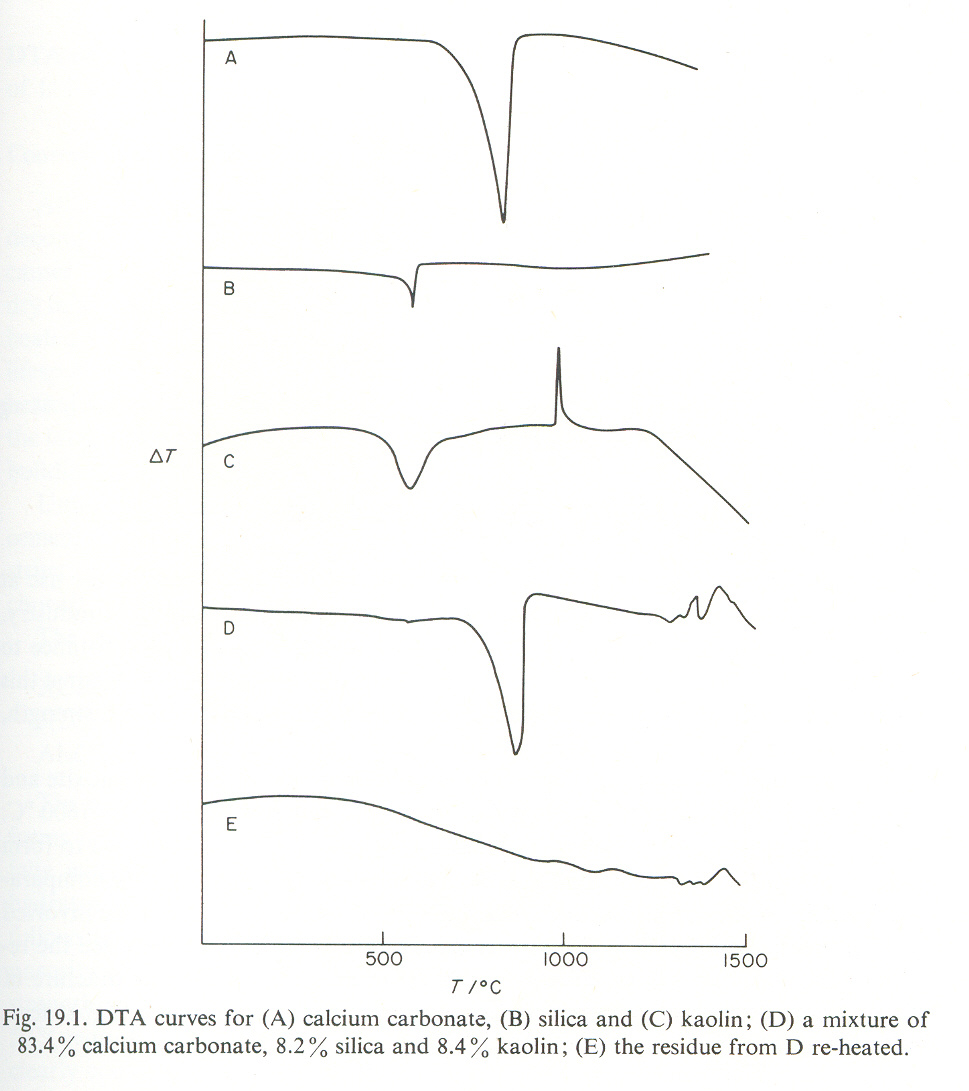 A
B
C
ΔT
D
E
500 1000 1500
T /°C
Fig. 19.1. DTA curves for (A) calcium carbonate, (B) silica and (C) kaolin; (D) a mixture of
83.4% calcium carbonate, 8.2% silica and 8.4% kaolin; (E) the residue from D re-heated.